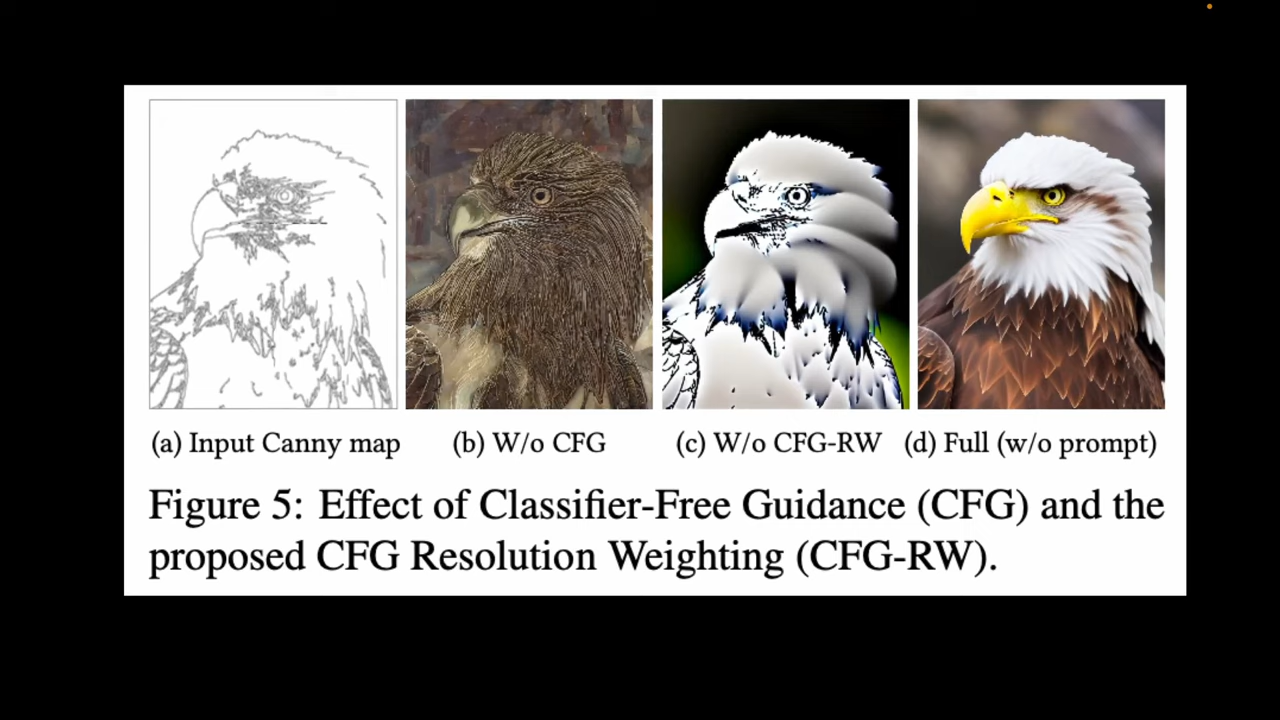 (a) Input Canny map (b) W/o CFG (c) W/o CFG-RW (d) Full (w/o prompt)
Figure 5: Effect of Classifier-Free Guidance (CFG) and the
proposed CFG Resolution Weighting (CFG-RW).